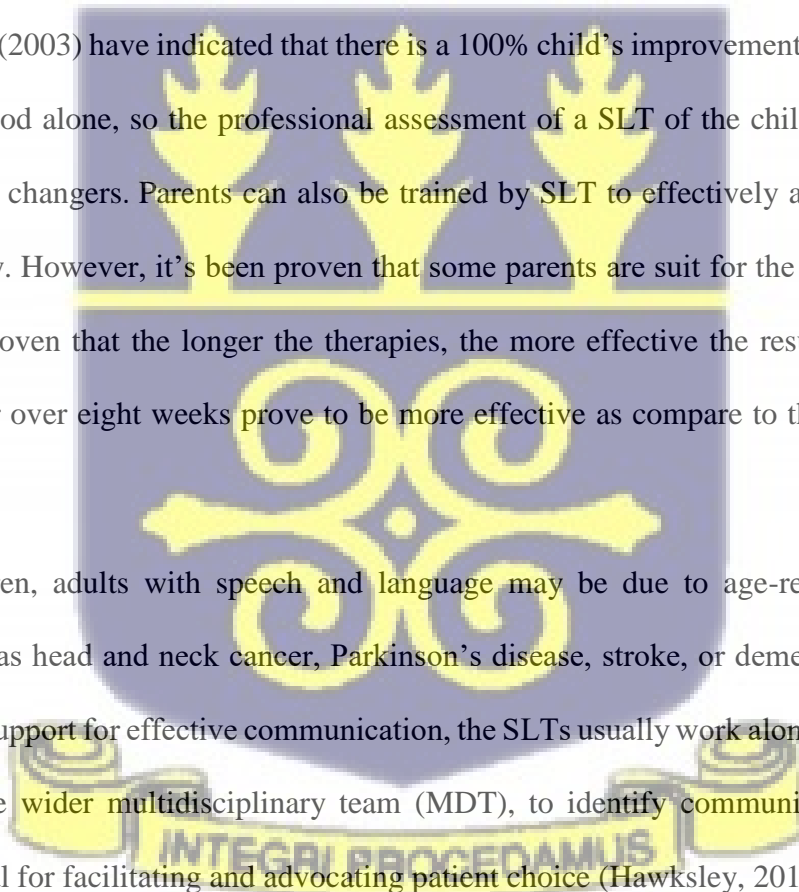 (2003) have indicated that there is a 100% child's improvement
od alone, so the professional assessment of a SLT of the chil
changers. Parents can also be trained by SLT to effectively a
y. However, it's been proven that some parents are suit for the
oven that the longer the therapies, the more effective the res
r over eight weeks prove to be more effective as compare to th
en, adults with speech and language may be due to age-re
as head and neck cancer, Parkinson's disease, stroke, or deme
upport for effective communication, the SLTs usually work alon
e wider multidisciplinary team (MDT), to identify communi
INTEGRI PROCEDAMUS
al for facilitating and advocating patient choice (Hawksley, 201